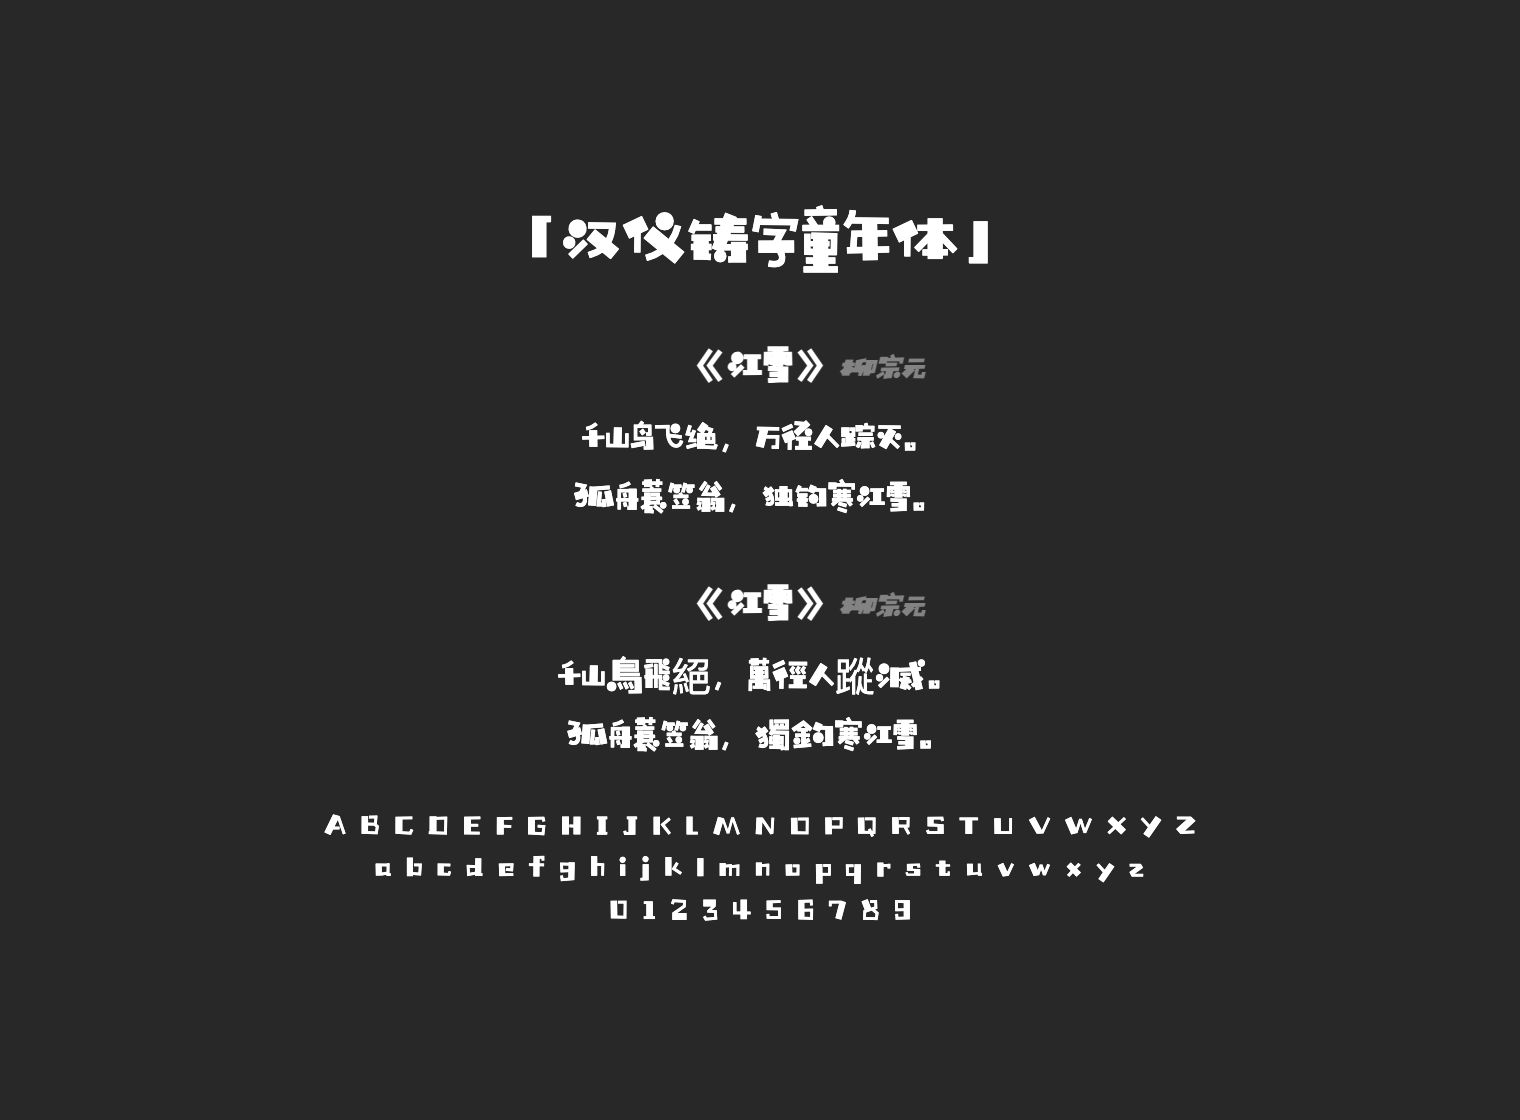 「汉仪铸字童年体」
《江雪》 柳宗元
千山鸟飞绝，万径人踪灭。
孤舟蓑笠翁，独钩寒江雪。
《江雪》 柳宗元
千山鳥飛絕，萬徑人蹤滅。
孤舟蓑笠翁，獨鈎寒江雪。
A B C D E F G H I J K L M N O P Q R S T U V W X Y Z
a b c d e f g h i j k l m n o p q r s t u v w x y z
0 1 2 3 4 5 6 7 8 9